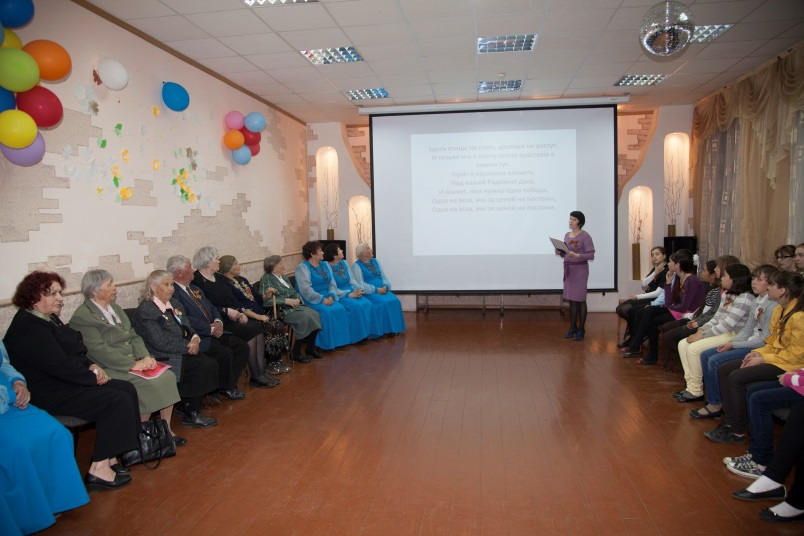 Здесь птицы не поют, деревья не растут,
И только мы к плечу плечо врастаем в
землю тут.
Горит и кружится планета,
Над нашей Родиною дым,
И значит, нам нужна одна победа,
Одна на всех, мы за ценой не постоим.
Одна на всех, мы за ценой не постоим.